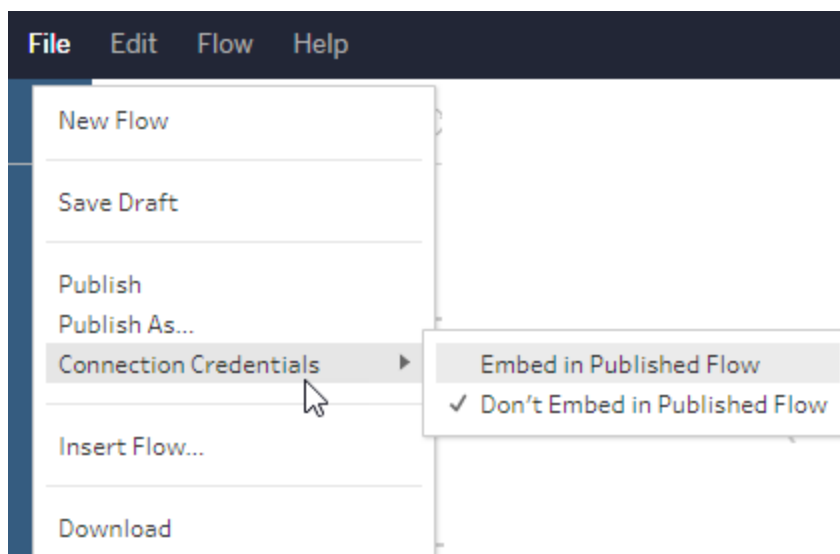 File Edit Flow Help
New Flow
Save Draft
Publish
Publish As...
Connection Credentials
Embed in Published Flow
Don't Embed in Published Flow
Insert Flow...
Download